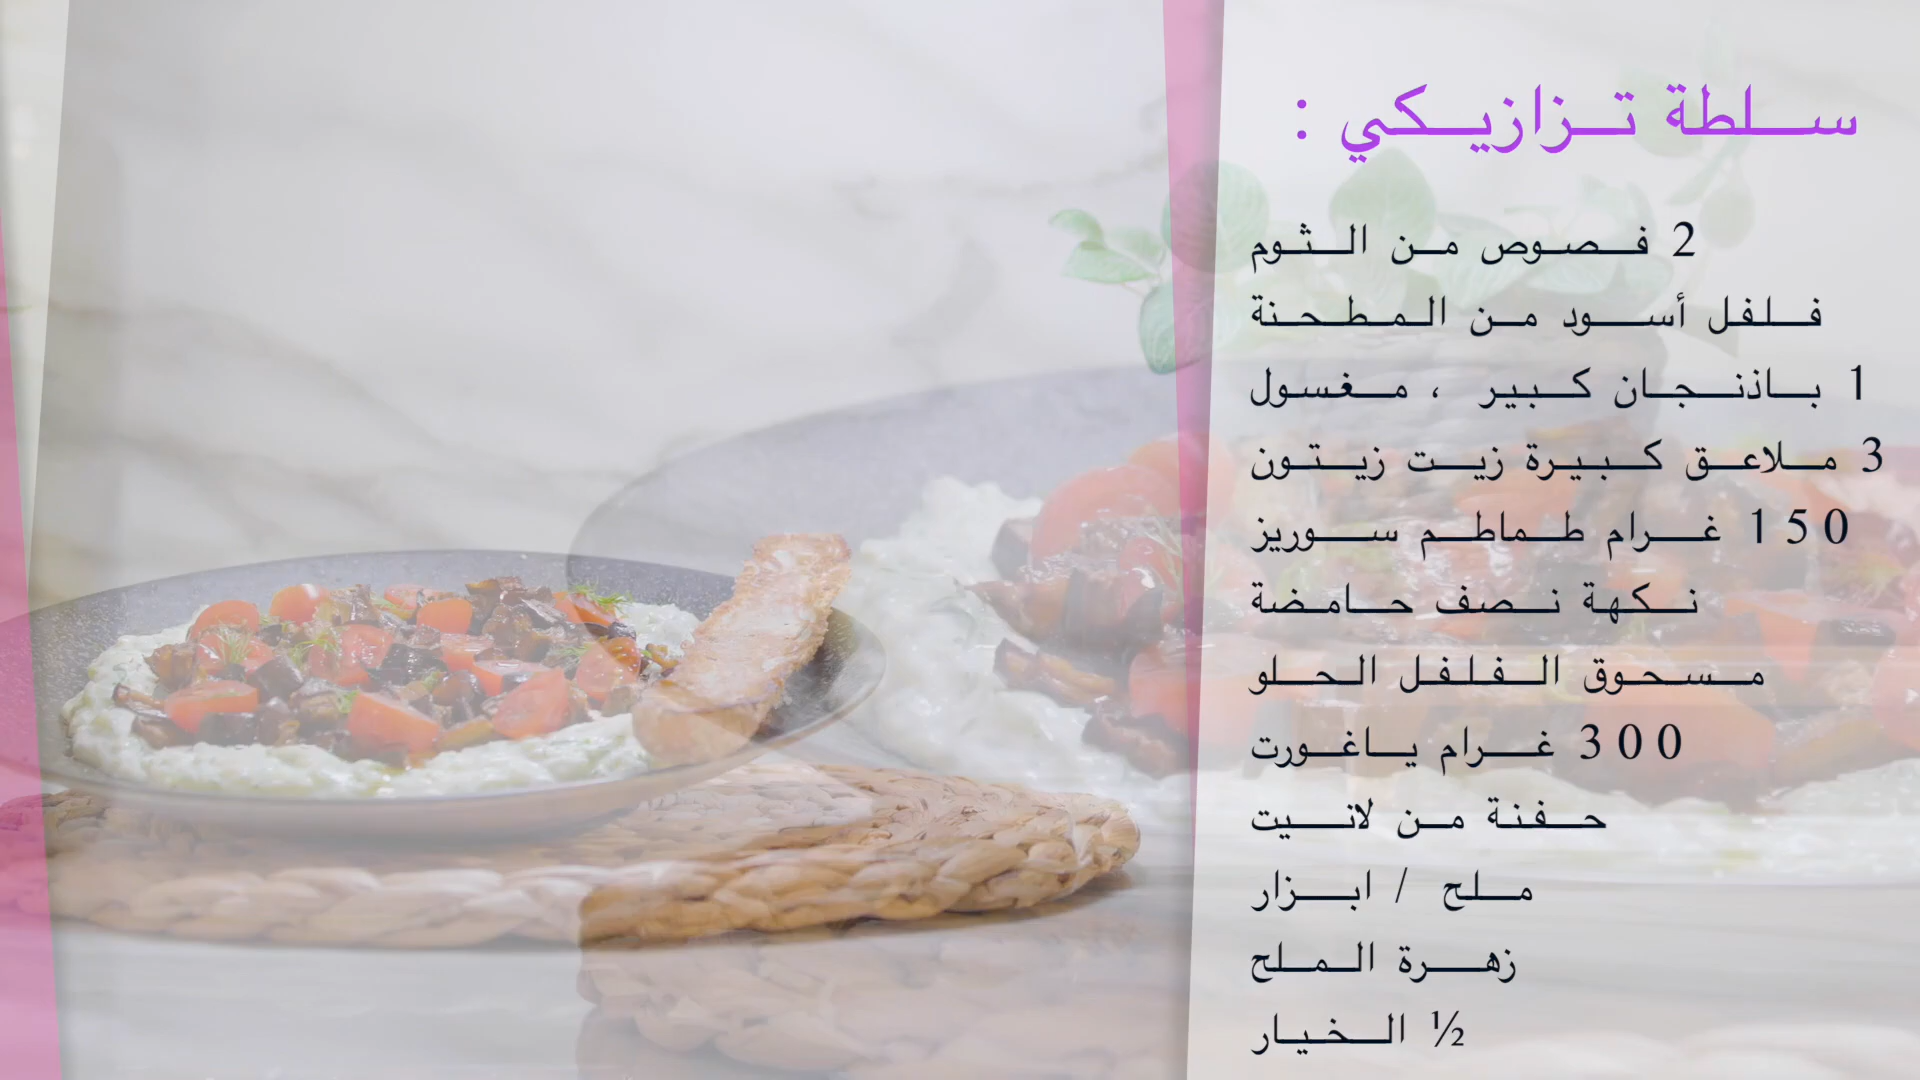 سلطة تزازيكي :
2 فصوص من الثوم
فلفل أسود من المطحنة
1 باذنجان كبير ، مغسول
3 ملاعق كبيرة زيت زيتون
150 غرام طماطم سوريز
نكهة نصف حامضة
مسحوق الفلفل الحلو
300 غرام ياغورت
حفنة من لانيت
ملح / ابزار
زهرة الملح
½ الخيار